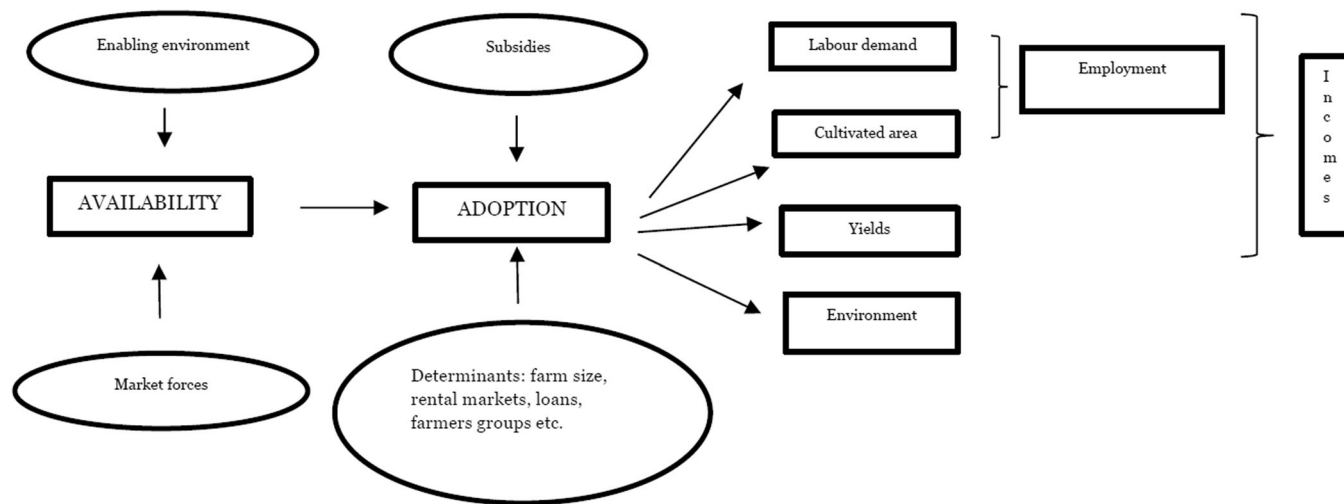 Enabling environment
Subsidies
Labour demand
Employment
Incomes
Cultivated area
AVAILABILITY
ADOPTION
Yields
Environment
Market forces
Determinants: farm size,
rental markets, loans,
farmers groups etc.